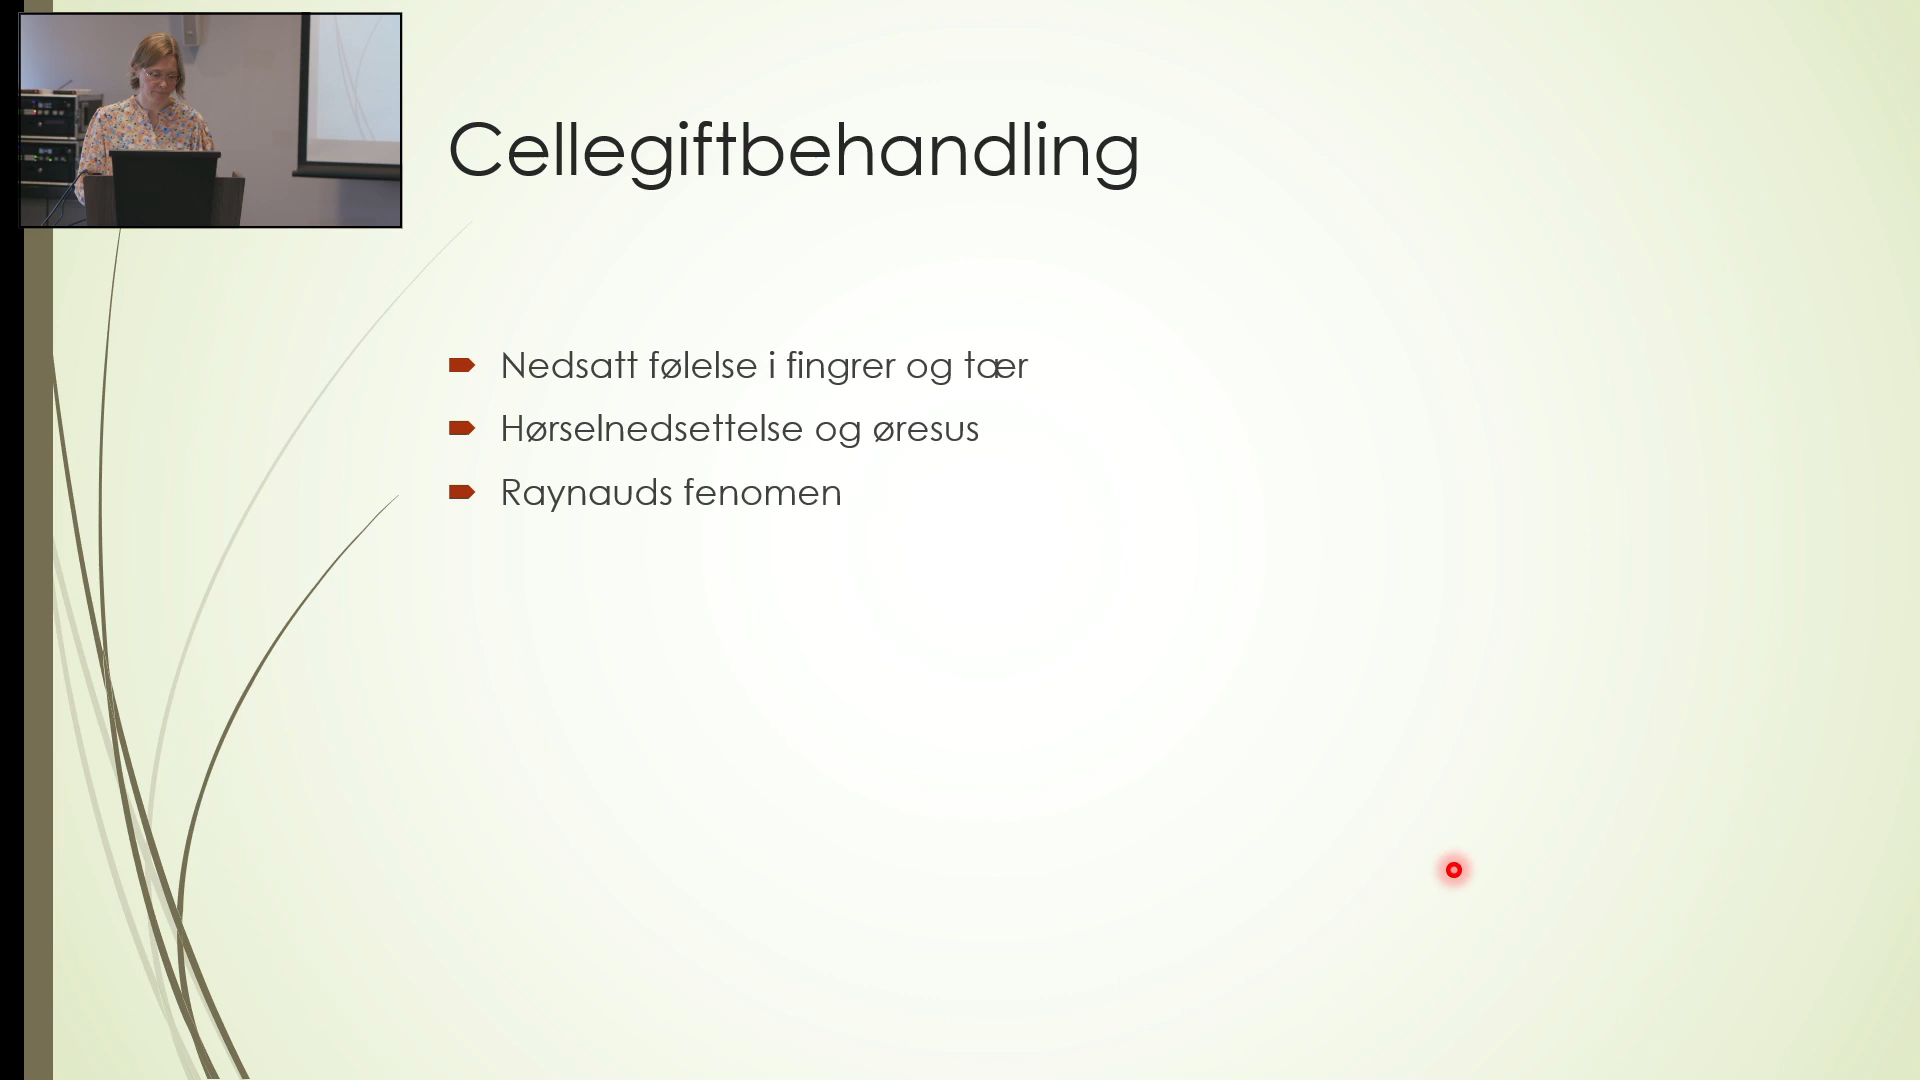 Cellegiftbehandling
Nedsatt følelse i fingrer og tær
Hørselnedsettelse og øresus
Raynauds fenomen